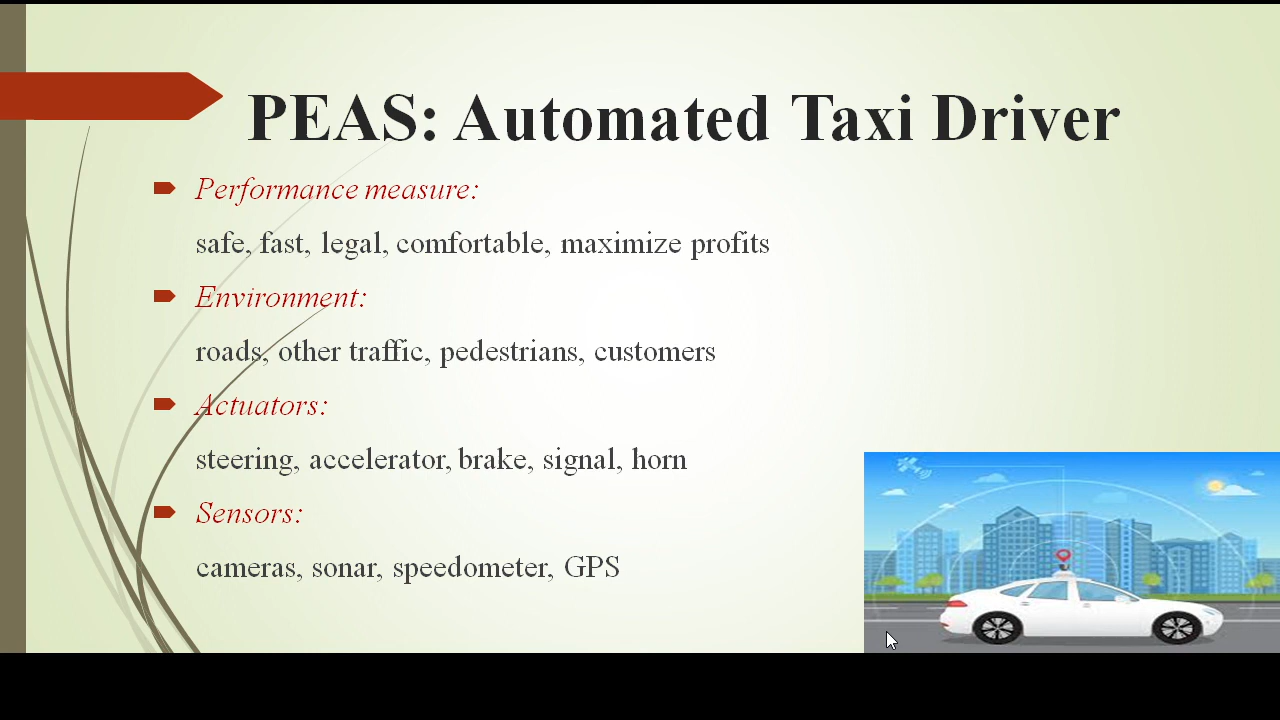 PEAS: Automated Taxi Driver
Performance measure:
safe, fast, legal, comfortable, maximize profits
Environment:
roads, other traffic, pedestrians, customers
Actuators:
steering, accelerator, brake, signal, horn
Sensors:
cameras, sonar, speedometer, GPS